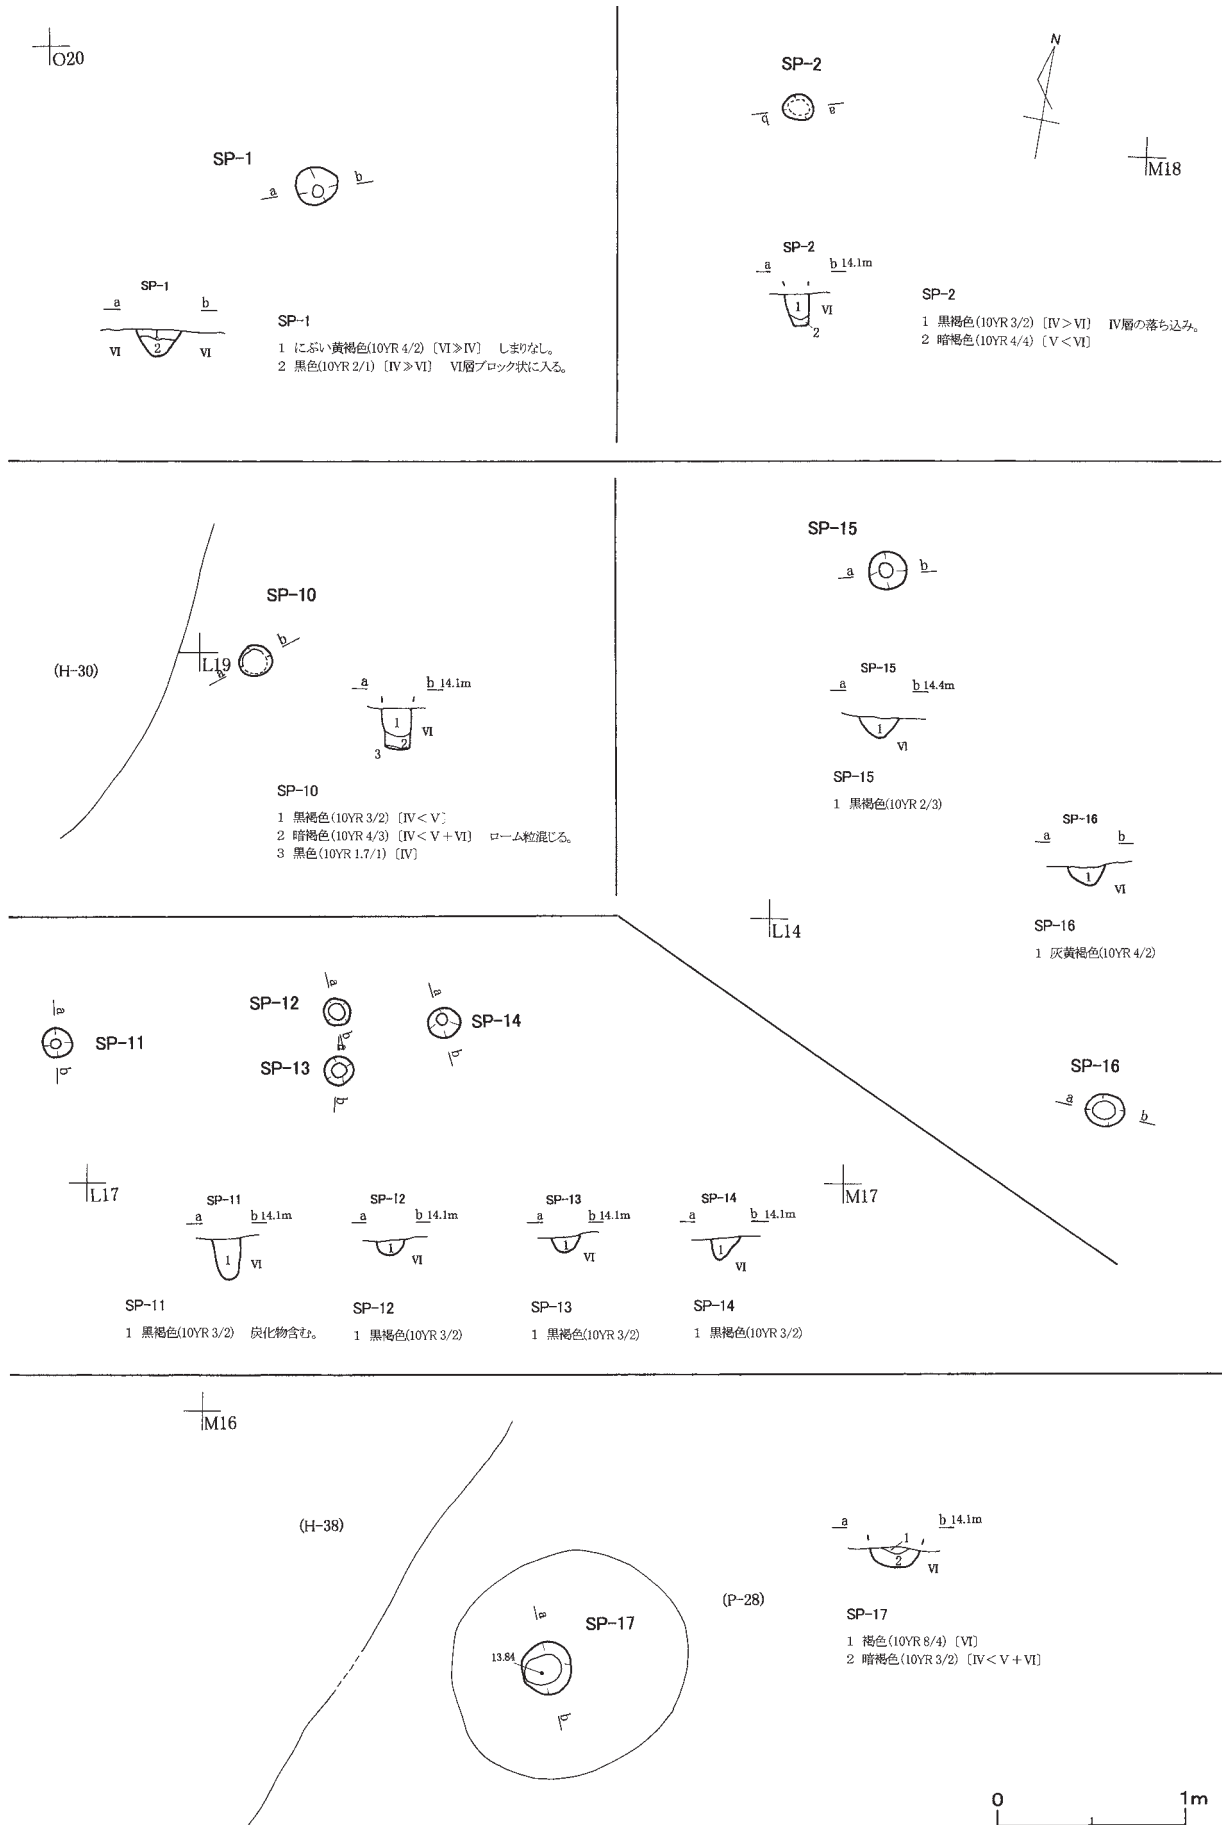 O20
SP-1
a
b
SP-1
a
b
1
2
VI
VI
SP-1
1 にぶい黄褐色(10YR 4/2) 〔VI≫IV〕 しまりなし。
2 黒色(10YR 2/1) 〔IV≫VI〕 VI層ブロック状に入る。
SP-2
b
a
N
M18
SP-2
a
b 14.1m
1
VI
2
SP-2
1 黒褐色(10YR 3/2) 〔IV>VI〕 IV層の落ち込み。
2 暗褐色(10YR 4/4) 〔V<VI〕
(H-30)
L19
SP-10
a
b
a
b 14.1m
1
VI
2
3
SP-10
1 黒褐色(10YR 3/2) 〔IV<V〕
2 暗褐色(10YR 4/3) 〔IV<V+VI〕 ローム粒混じる。
3 黒色(10YR 1.7/1) 〔IV〕
SP-15
a
b
SP-15
a
b 14.4m
1
VI
SP-15
1 黒褐色(10YR 2/3)
SP-16
a
b
1
VI
SP-16
1 灰黄褐色(10YR 4/2)
L14
SP-16
a
b
SP-11
a
b
SP-12
a
b
SP-13
a
b
SP-14
a
b
L17
M17
SP-11
a
b 14.1m
1
VI
SP-12
a
b 14.1m
1
VI
SP-13
a
b 14.1m
1
VI
SP-14
a
b 14.1m
1
VI
SP-11
1 黒褐色(10YR 3/2) 炭化物含む。
SP-12
1 黒褐色(10YR 3/2)
SP-13
1 黒褐色(10YR 3/2)
SP-14
1 黒褐色(10YR 3/2)
M16
(H-38)
SP-17
a
13.84
b
(P-28)
a
b 14.1m
1
2
VI
SP-17
1 褐色(10YR 8/4) 〔VI〕
2 暗褐色(10YR 3/2) 〔IV<V+VI〕
0
1m